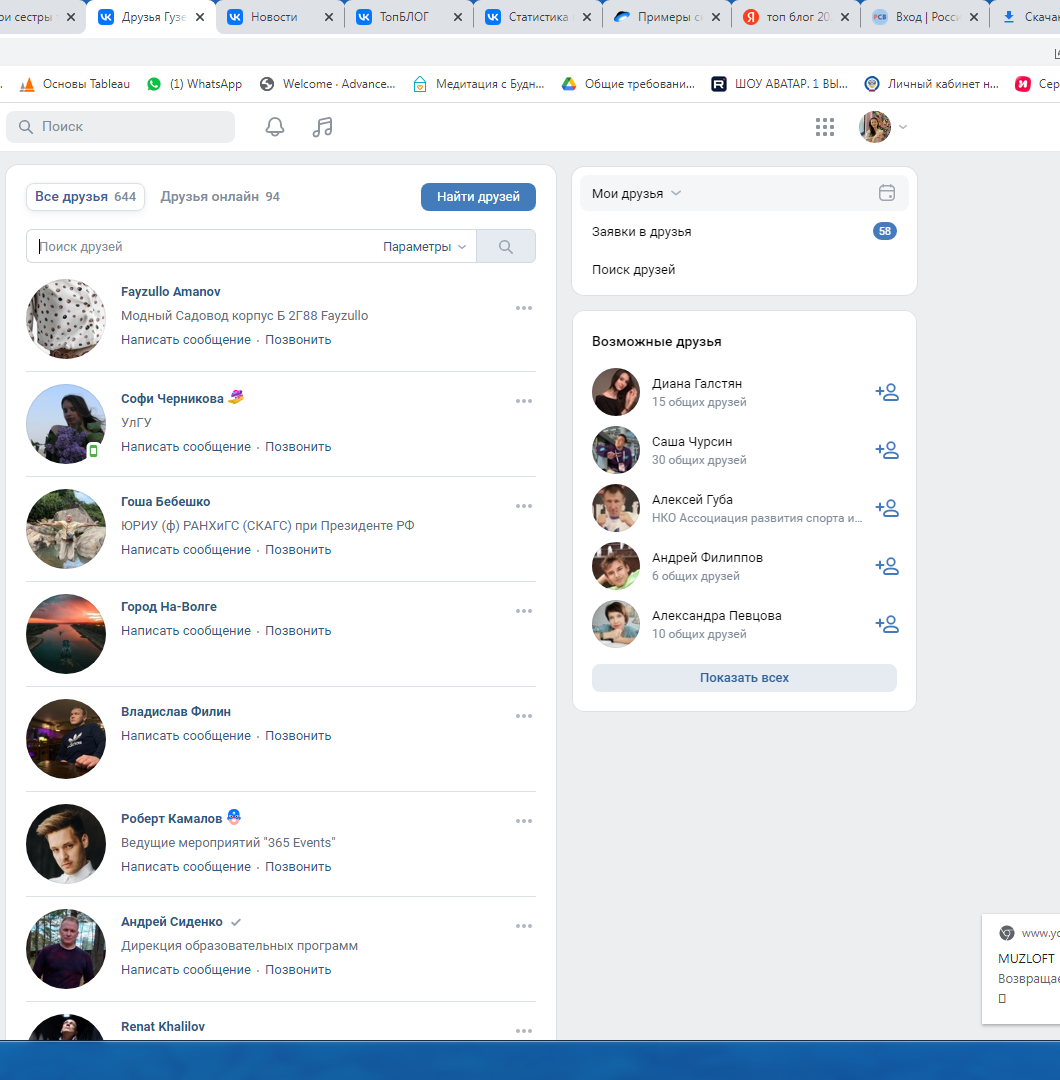 ои сестры
Друзья Гузе
Новости
ТопБЛОГ
Статистика
Примеры с
топ блог 20
РСВ Вход | Росси
Скачан
Основы Tableau
(1) WhatsApp
Welcome · Advance...
Медитация с Будн...
Общие требовани...
ШОУ АВАТАР. 1 ВЫ...
Личный кабинет н...
Сер
Поиск
Все друзья 644
Друзья онлайн 94
Найти друзей
Поиск друзей
Параметры
Fayzullo Amanov
Модный Садовод корпус Б 2Г88 Fayzullo
Написать сообщение · Позвонить
Софи Черникова
УлГУ
Написать сообщение · Позвонить
Гоша Бебешко
ЮРИУ (ф) РАНХиГС (СКАГС) при Президенте РФ
Написать сообщение · Позвонить
Город На-Волге
Написать сообщение · Позвонить
Владислав Филин
Написать сообщение · Позвонить
Роберт Камалов
Ведущие мероприятий "365 Events"
Написать сообщение · Позвонить
Андрей Сиденко
Дирекция образовательных программ
Написать сообщение · Позвонить
Renat Khalilov
Мои друзья
Заявки в друзья 58
Поиск друзей
Возможные друзья
Диана Галстян
15 общих друзей
Саша Чурсин
30 общих друзей
Алексей Губа
НКО Ассоциация развития спорта и...
Андрей Филиппов
6 общих друзей
Александра Певцова
10 общих друзей
Показать всех
www.yo
MUZLOFT
Возвращае